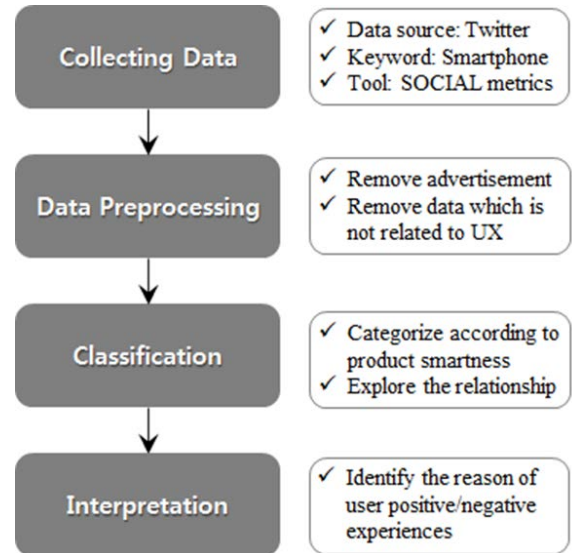 Collecting Data
✓ Data source: Twitter
✓ Keyword: Smartphone
✓ Tool: SOCIAL metrics
Data Preprocessing
✓ Remove advertisement
✓ Remove data which is
not related to UX
Classification
✓ Categorize according to
product smartness
✓ Explore the relationship
Interpretation
✓ Identify the reason of
user positive/negative
experiences